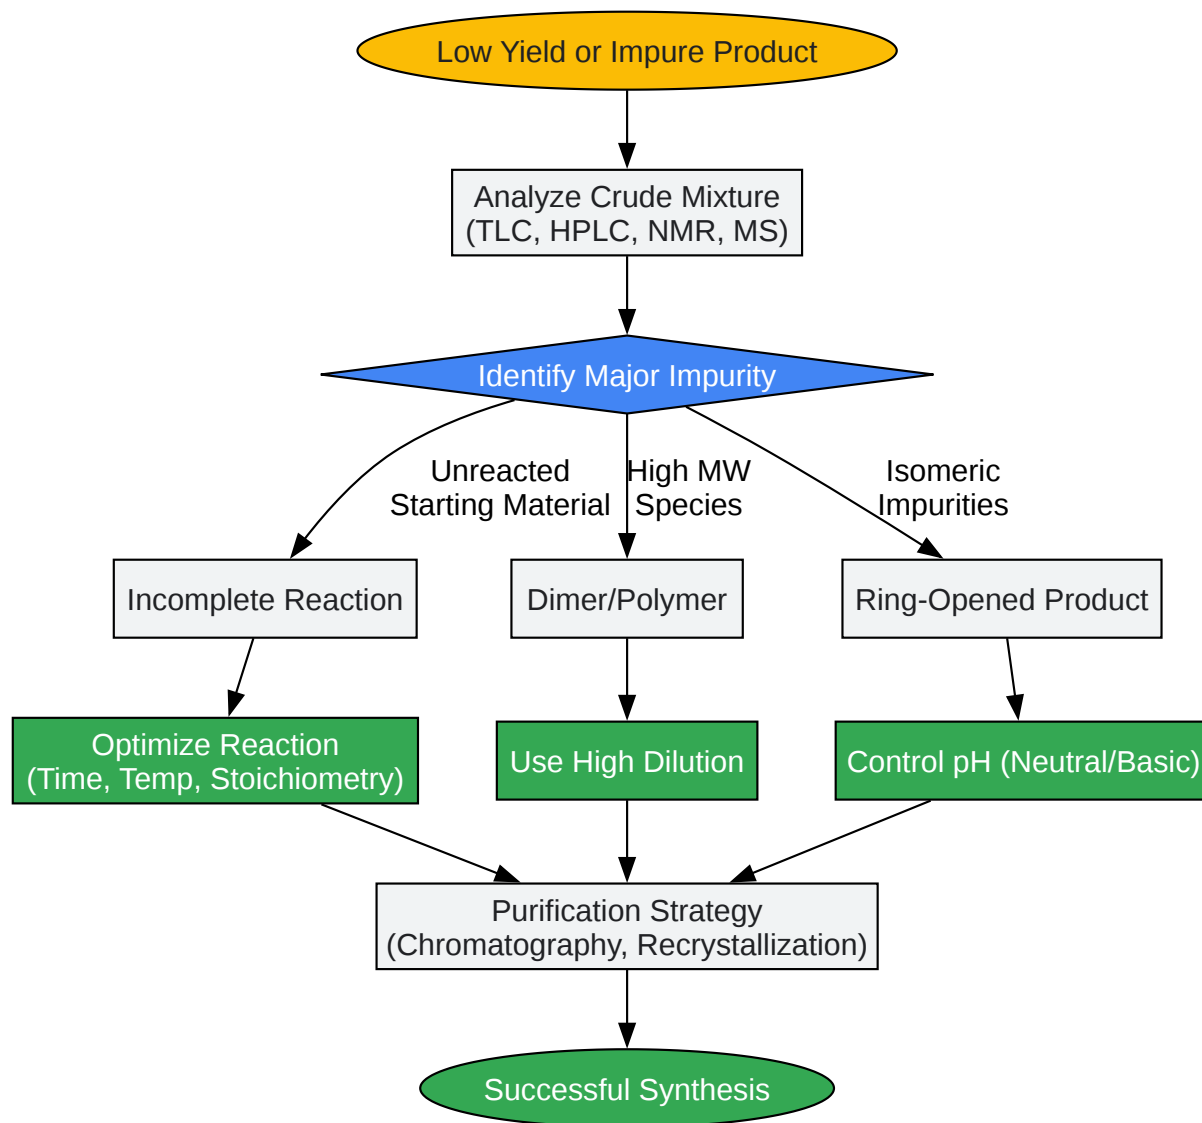 Low Yield or Impure Product
Analyze Crude Mixture
(TLC, HPLC, NMR, MS)
Identify Major Impurity
Unreacted
Starting Material
High MW
Species
Isomeric
Impurities
Incomplete Reaction
Dimer/Polymer
Ring-Opened Product
Optimize Reaction
(Time, Temp, Stoichiometry)
Use High Dilution
Control pH (Neutral/Basic)
Purification Strategy
(Chromatography, Recrystallization)
Successful Synthesis